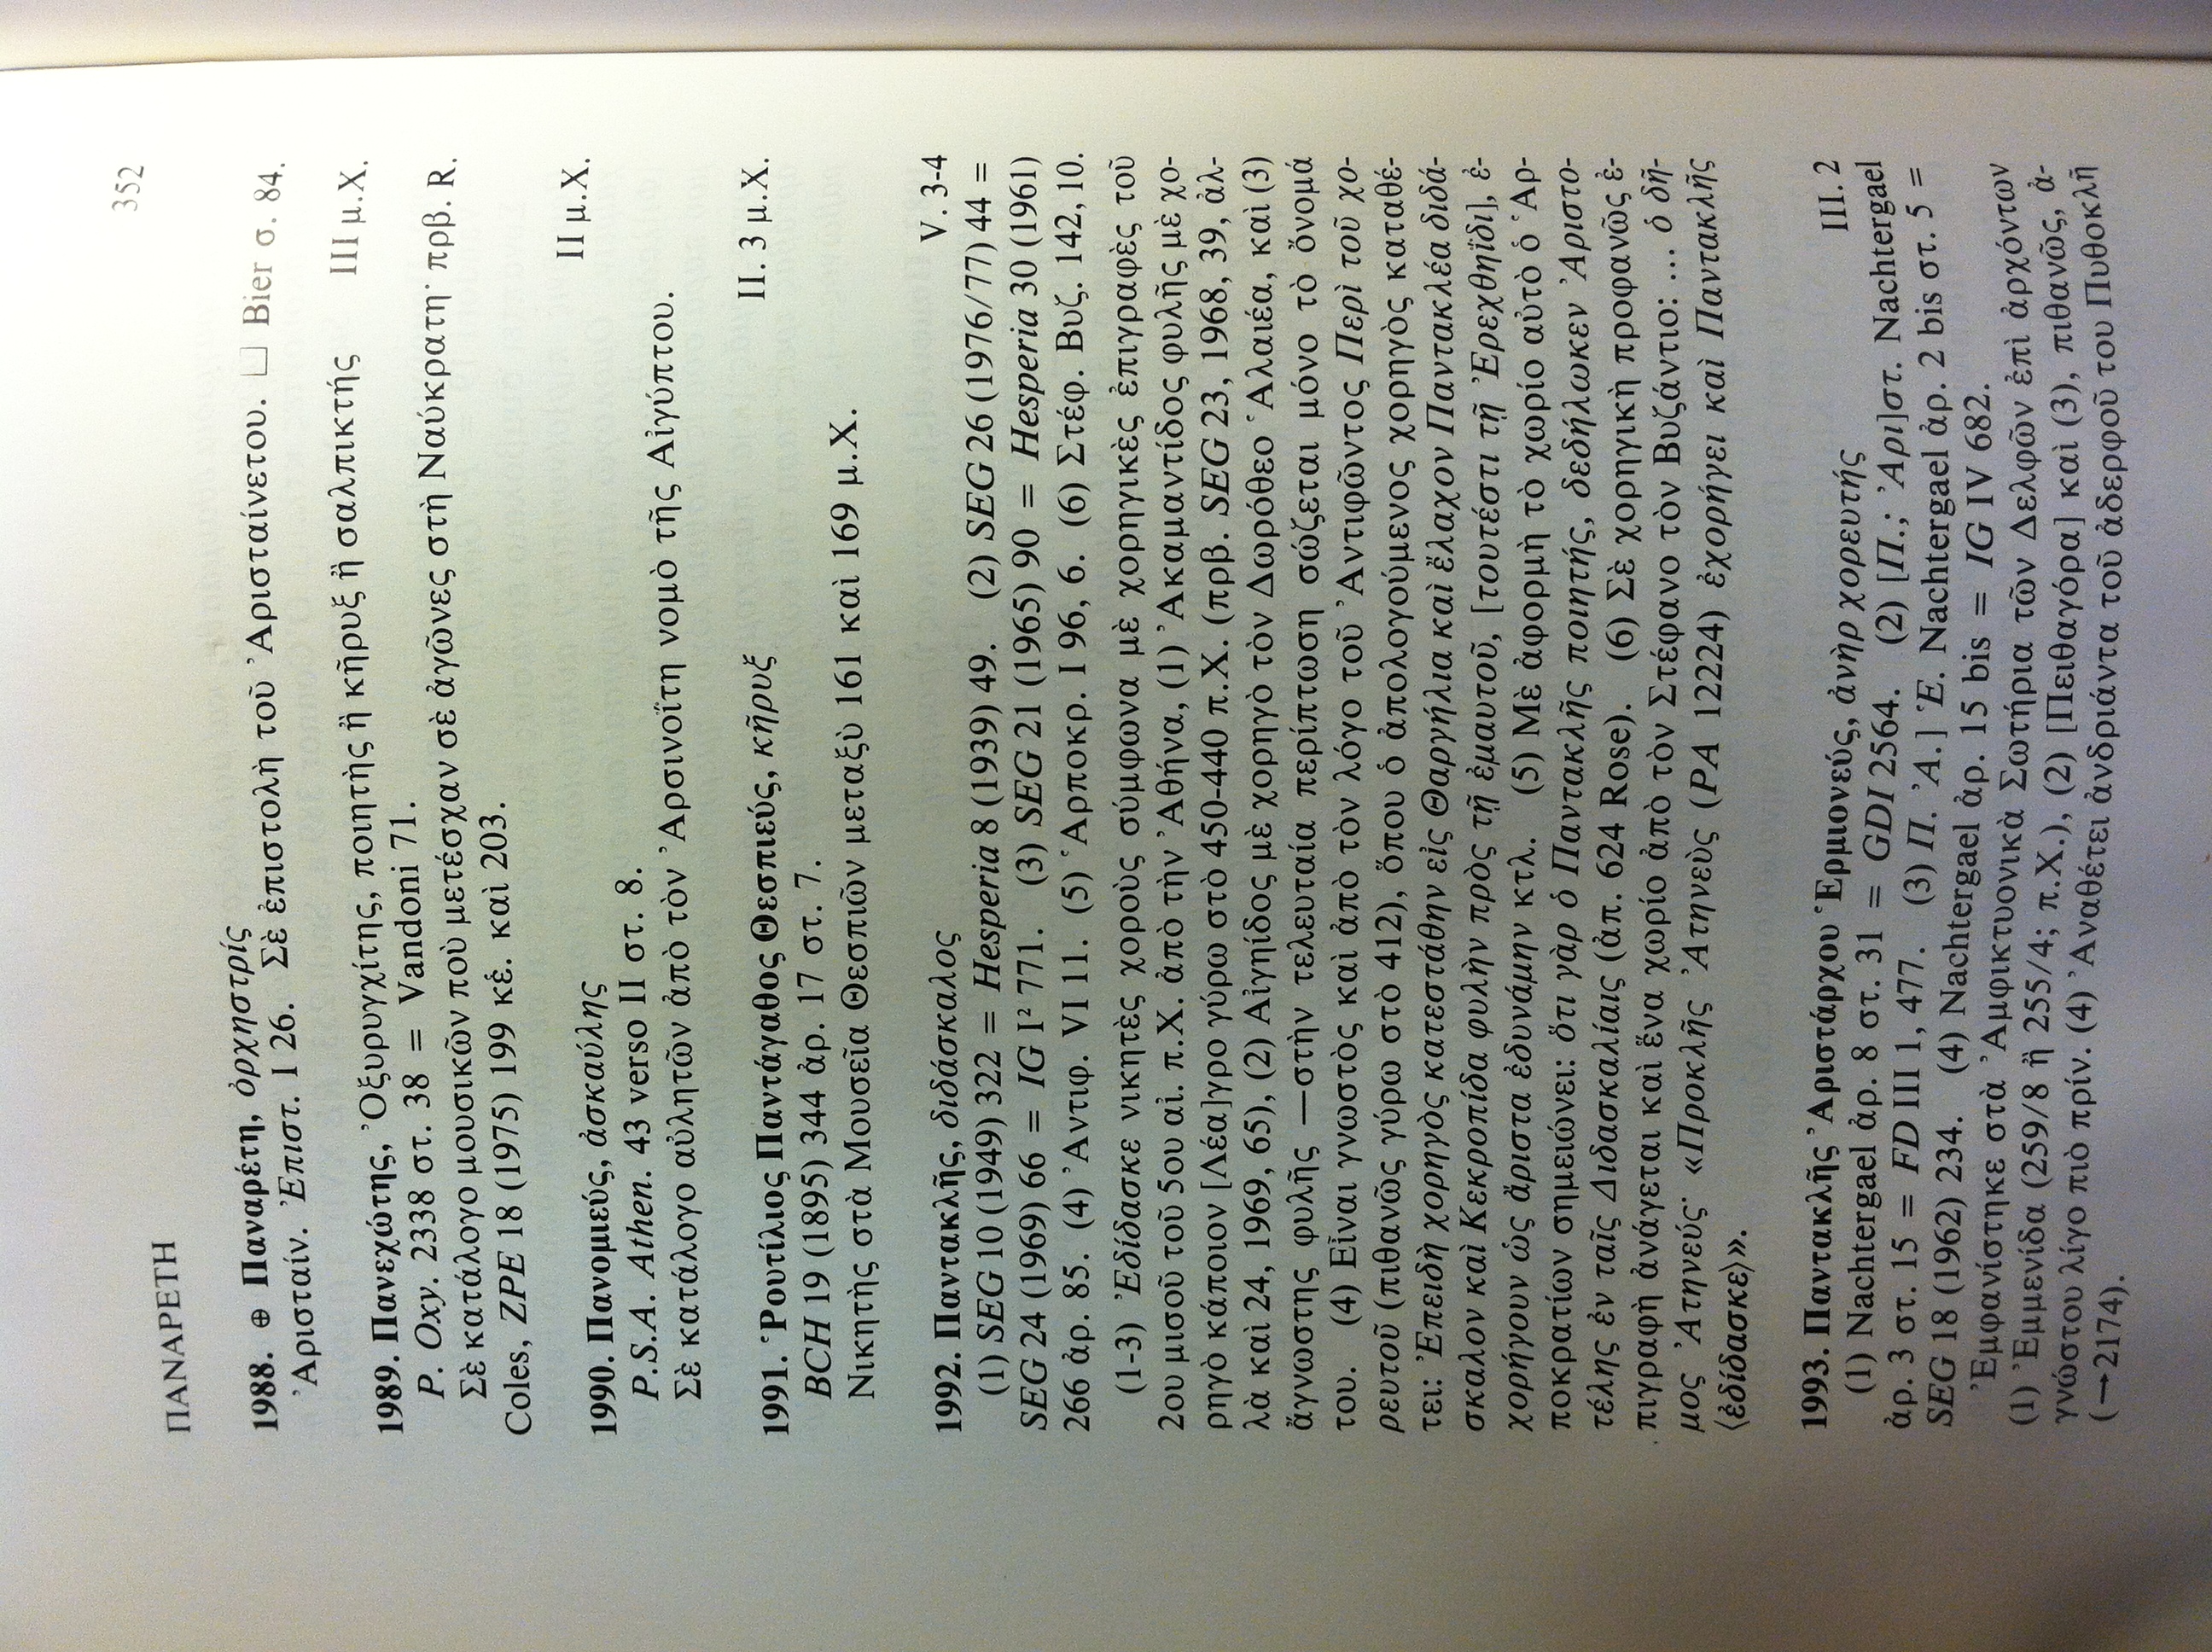 352
ΠΑΝΑΡΕΤΗ
1988. ⊕ Παναρέτη, ὀρχηστρίς
Ἀρισταίν. Ἐπιστ. I 26. Σὲ ἐπιστολὴ τοῦ Ἀρισταίνετου. □ Bier σ. 84.
1989. Πανεχώτης, Ὀξυρυγχίτης, ποιητὴς ἢ κῆρυξ ἢ σαλπικτής III μ.Χ.
P. Oxy. 2338 στ. 38 = Vandoni 71.
Σὲ κατάλογο μουσικῶν ποὺ μετέσχαν σὲ ἀγῶνες στὴ Ναύκρατη· πρβ. R.
Coles, ZPE 18 (1975) 199 κἑ. καὶ 203.
1990. Πανομιεύς, ἀσκαύλης II μ.Χ.
P.S.A. Athen. 43 verso II στ. 8.
Σὲ κατάλογο αὐλητῶν ἀπὸ τὸν Ἀρσινοΐτη νομὸ τῆς Αἰγύπτου.
1991. Ῥουτίλιος Παντάγαθος Θεσπιεύς, κῆρυξ II. 3 μ.Χ.
BCH 19 (1895) 344 ἀρ. 17 στ. 7.
Νικητὴς στὰ Μουσεῖα Θεσπιῶν μεταξὺ 161 καὶ 169 μ.Χ.
1992. Παντακλῆς, διδάσκαλος V. 3-4
(1) SEG 10 (1949) 322 = Hesperia 8 (1939) 49. (2) SEG 26 (1976/77) 44 =
SEG 24 (1969) 66 = IG I² 771. (3) SEG 21 (1965) 90 = Hesperia 30 (1961)
266 ἀρ. 85. (4) Ἀντιφ. VI 11. (5) Ἁρποκρ. I 96, 6. (6) Στέφ. Βυζ. 142, 10.
(1-3) Ἐδίδασκε νικητὲς χοροὺς σύμφωνα μὲ χορηγικὲς ἐπιγραφὲς τοῦ
2ου μισοῦ τοῦ 5ου αἰ. π.Χ. ἀπὸ τὴν Ἀθήνα, (1) Ἀκαμαντίδος φυλῆς μὲ χο-
ρηγὸ κάποιον [Λέα]γρο γύρω στὸ 450-440 π.Χ. (πρβ. SEG 23, 1968, 39, ἀλ-
λὰ καὶ 24, 1969, 65), (2) Αἰγηίδος μὲ χορηγὸ τὸν Δωρόθεο Ἁλαιέα, καὶ (3)
ἄγνωστης φυλῆς —στὴν τελευταία περίπτωση σώζεται μόνο τὸ ὄνομά
του. (4) Εἶναι γνωστὸς καὶ ἀπὸ τὸν λόγο τοῦ Ἀντιφῶντος Περὶ τοῦ χο-
ρευτοῦ (πιθανῶς γύρω στὸ 412), ὅπου ὁ ἀπολογούμενος χορηγὸς καταθέ-
τει: Ἐπειδὴ χορηγὸς κατεστάθην εἰς Θαργήλια καὶ ἔλαχον Παντακλέα διδά-
σκαλον καὶ Κεκροπίδα φυλὴν πρὸς τῇ ἐμαυτοῦ, [τουτέστι τῇ Ἐρεχθηΐδι], ἐ-
χορήγουν ὡς ἄριστα ἐδυνάμην κτλ. (5) Μὲ ἀφορμὴ τὸ χωρίο αὐτὸ ὁ Ἁρ-
ποκρατίων σημειώνει: ὅτι γὰρ ὁ Παντακλῆς ποιητής, δεδήλωκεν Ἀριστο-
τέλης ἐν ταῖς Διδασκαλίαις (ἀπ. 624 Rose). (6) Σὲ χορηγικὴ προφανῶς ἐ-
πιγραφὴ ἀνάγεται καὶ ἕνα χωρίο ἀπὸ τὸν Στέφανο τὸν Βυζάντιο: ... ὁ δῆ-
μος Ἀτηνεύς· «Προκλῆς Ἀτηνεὺς (PA 12224) ἐχορήγει καὶ Παντακλῆς
⟨ἐδίδασκε⟩».
1993. Παντακλῆς Ἀριστάρχου Ἑρμιονεύς, ἀνὴρ χορευτής III. 2
(1) Nachtergael ἀρ. 8 στ. 31 = GDI 2564. (2) [Π.; Ἀρι]στ. Nachtergael
ἀρ. 3 στ. 15 = FD III 1, 477. (3) Π. Ἀ.] Ἑ. Nachtergael ἀρ. 2 bis στ. 5 =
SEG 18 (1962) 234. (4) Nachtergael ἀρ. 15 bis = IG IV 682.
Ἐμφανίστηκε στὰ Ἀμφικτυονικὰ Σωτήρια τῶν Δελφῶν ἐπὶ ἀρχόντων
(1) Ἐμμενίδα (259/8 ἢ 255/4; π.Χ.), (2) [Πειθαγόρα] καὶ (3), πιθανῶς, ἀ-
γνώστου λίγο πιὸ πρίν. (4) Ἀναθέτει ἀνδριάντα τοῦ ἀδερφοῦ του Πυθοκλῆ
(→2174).